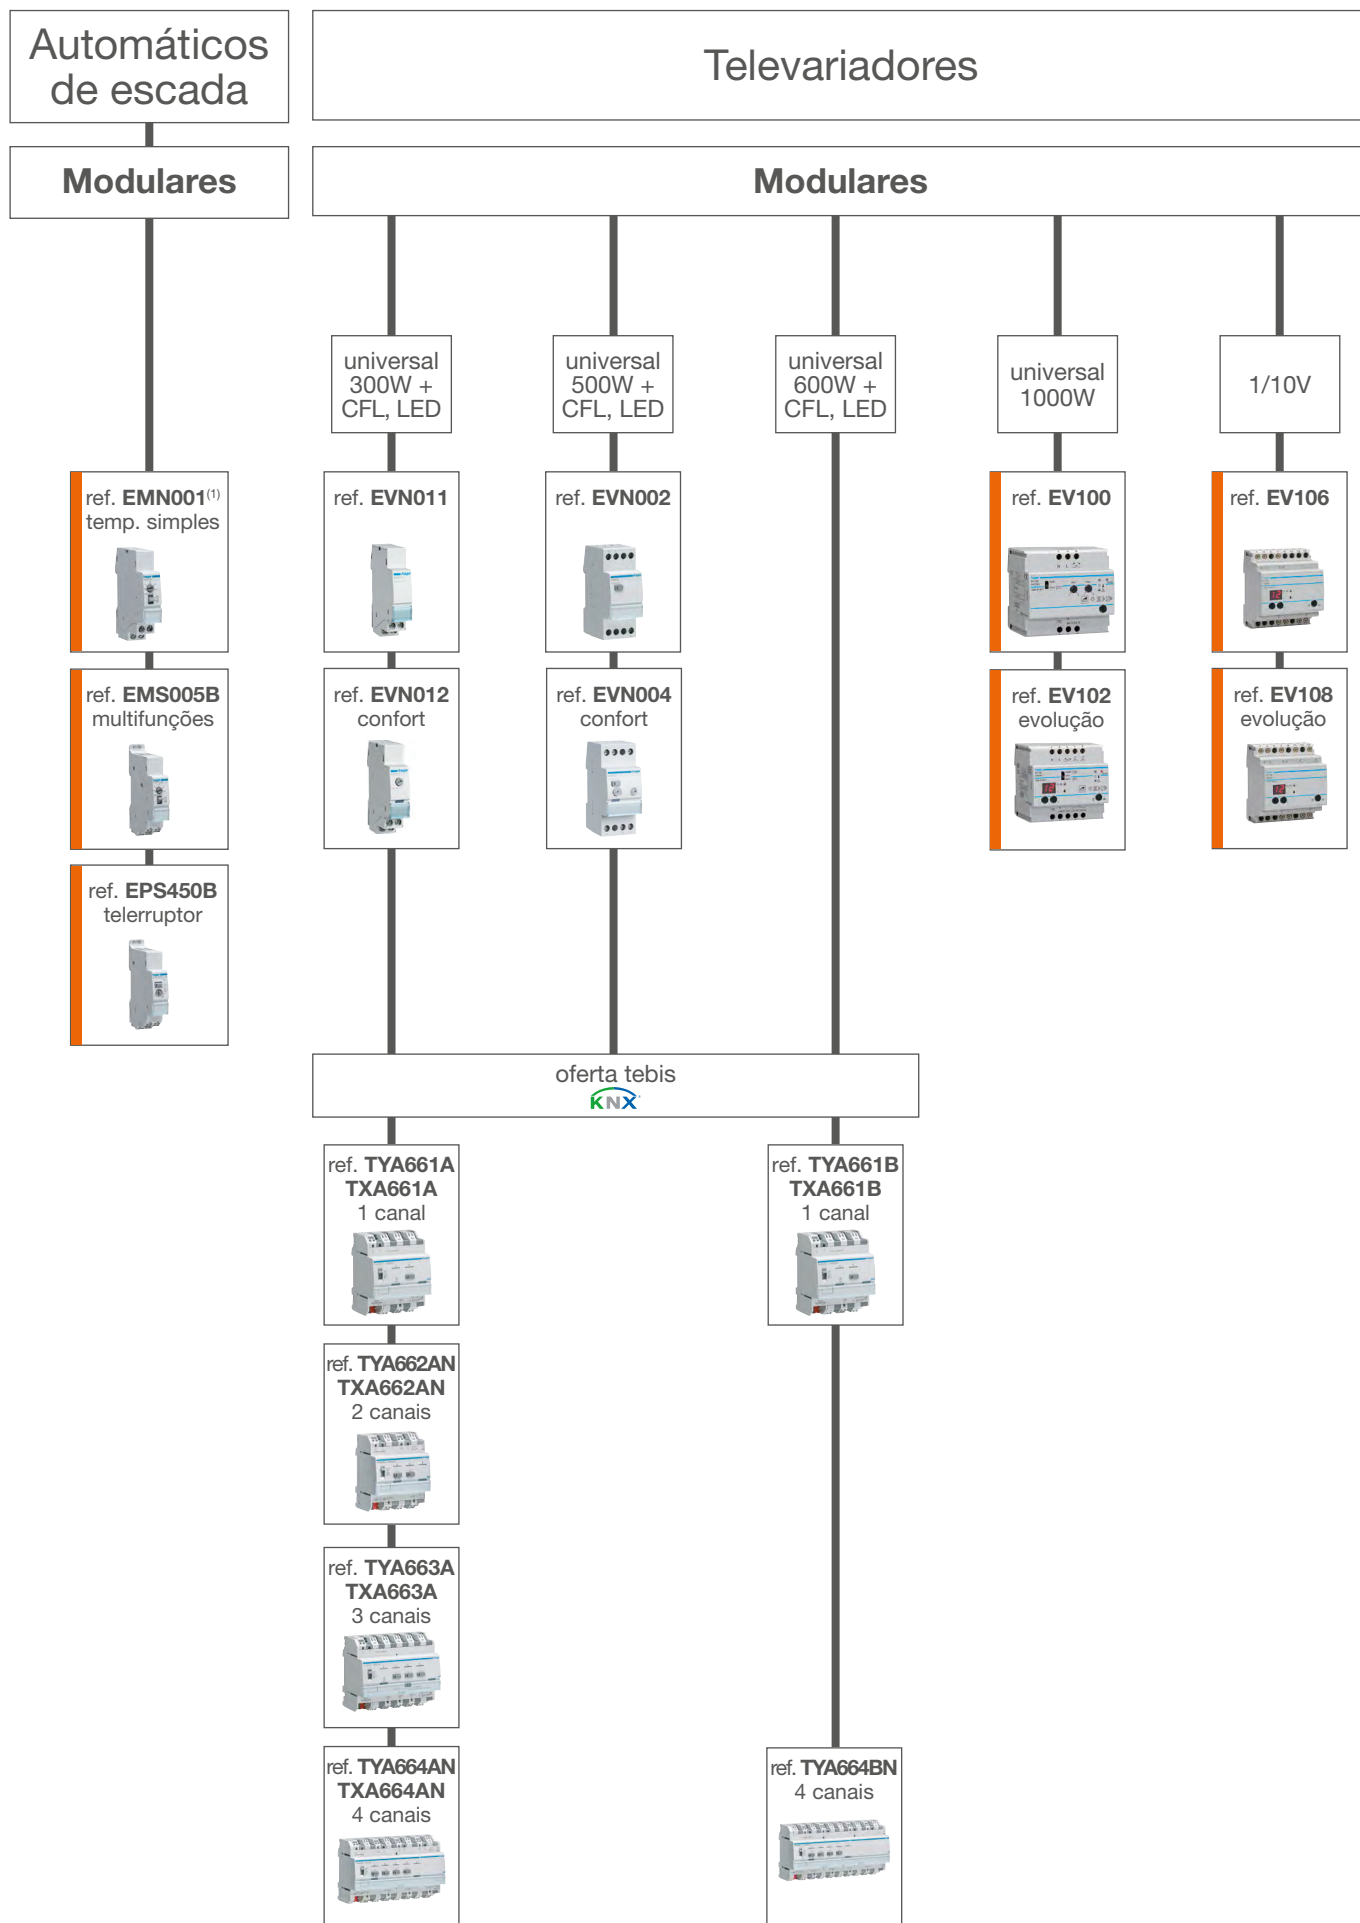 Automáticos
de escada
Televariadores
Modulares
Modulares
universal
300W +
CFL, LED
universal
500W +
CFL, LED
universal
600W +
CFL, LED
universal
1000W
1/10V
ref. EMN001(1)
temp. simples
ref. EVN011
ref. EVN002
ref. EV100
ref. EV106
ref. EMS005B
multifunções
ref. EVN012
confort
ref. EVN004
confort
ref. EV102
evolução
ref. EV108
evolução
ref. EPS450B
telerruptor
oferta tebis
KNX
ref. TYA661A
TXA661A
1 canal
ref. TYA661B
TXA661B
1 canal
ref. TYA662AN
TXA662AN
2 canais
ref. TYA663A
TXA663A
3 canais
ref. TYA664AN
TXA664AN
4 canais
ref. TYA664BN
4 canais